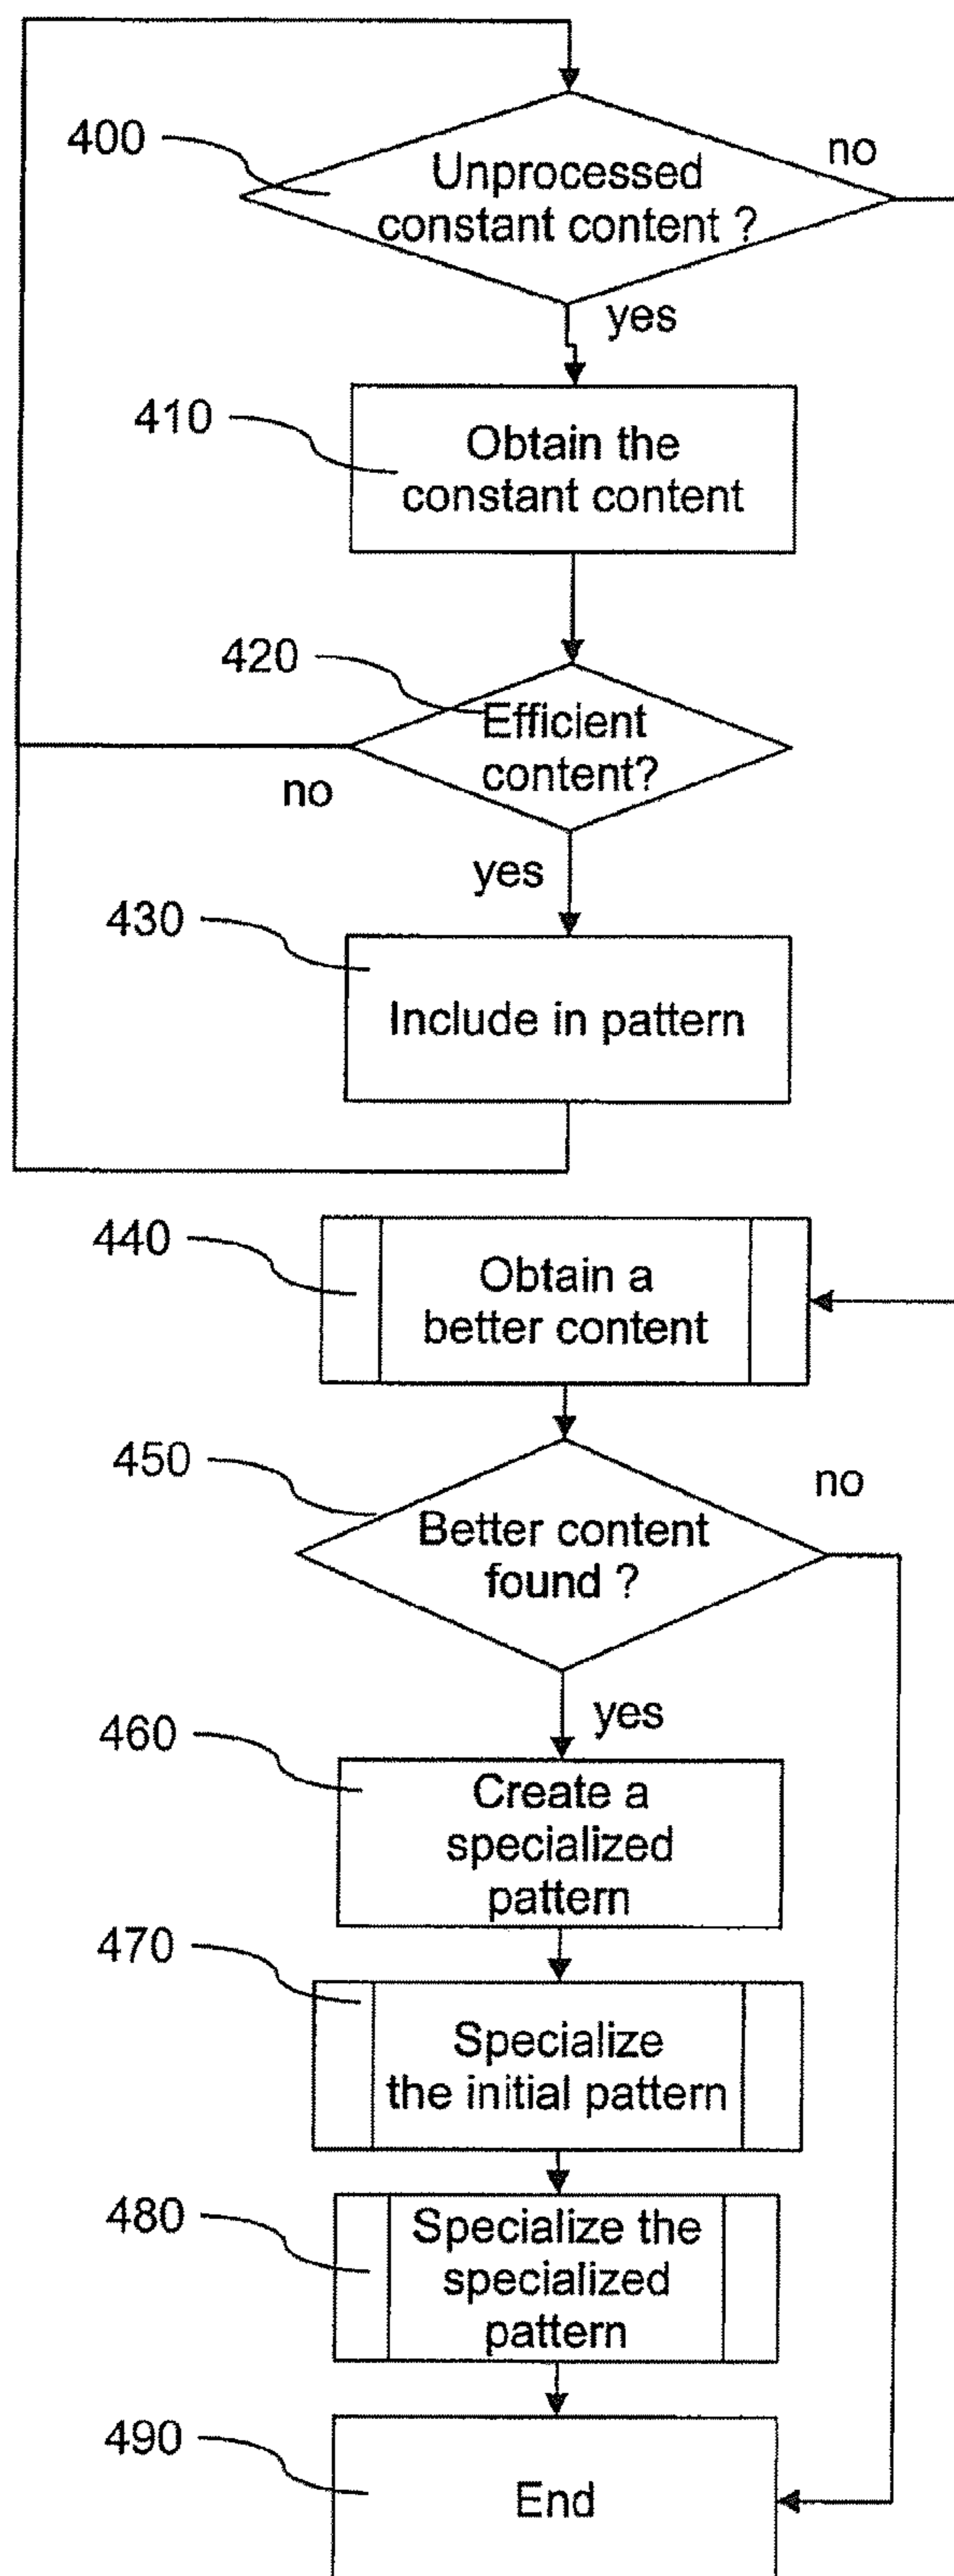 400
no
Unprocessed
constant content ?
yes
410
Obtain the
constant content
420
Efficient
content?
no
yes
430
Include in pattern
440
Obtain a
better content
450
no
Better content
found ?
yes
460
Create a
specialized
pattern
470
Specialize
the initial pattern
480
Specialize the
specialized
pattern
490
End